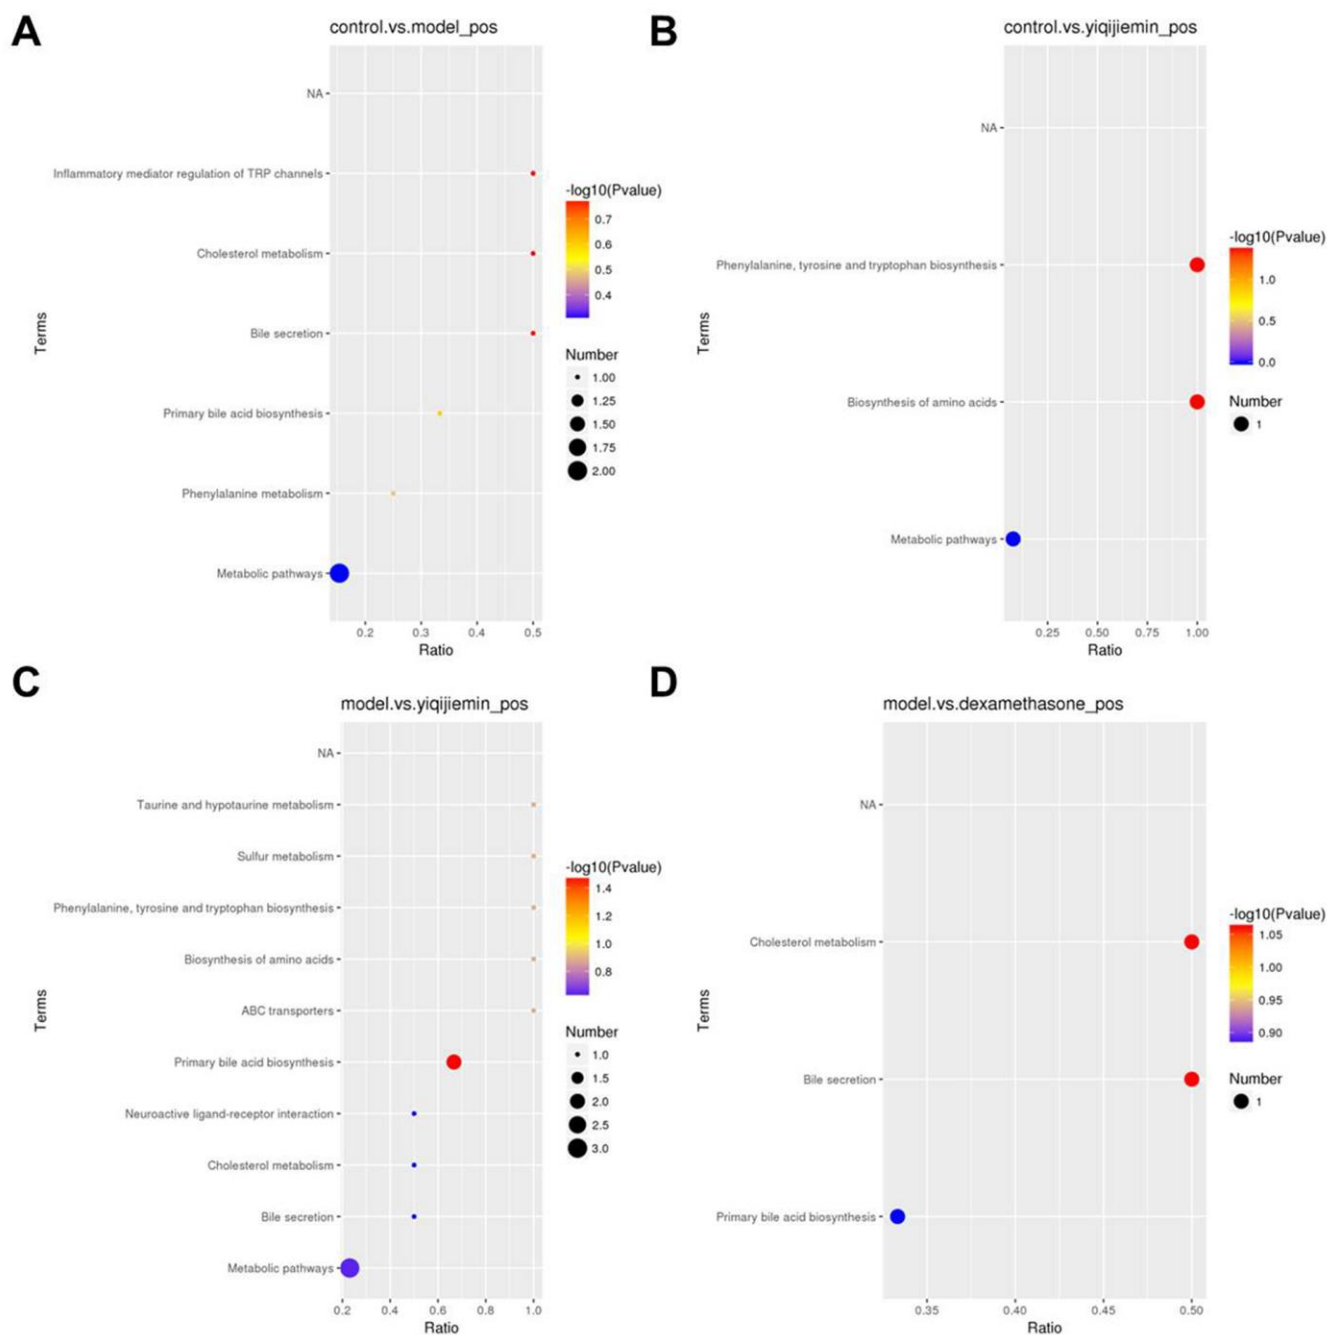 A
control.vs.model_pos
NA
Inflammatory mediator regulation of TRP channels
Cholesterol metabolism
Bile secretion
Primary bile acid biosynthesis
Phenylalanine metabolism
Metabolic pathways
Terms
0.2 0.3 0.4 0.5
Ratio
-log10(Pvalue)
0.7
0.6
0.5
0.4
Number
1.00
1.25
1.50
1.75
2.00
B
control.vs.yiqijiemin_pos
NA
Phenylalanine, tyrosine and tryptophan biosynthesis
Biosynthesis of amino acids
Metabolic pathways
Terms
0.25 0.50 0.75 1.00
Ratio
-log10(Pvalue)
1.0
0.5
0.0
Number
1
C
model.vs.yiqijiemin_pos
NA
Taurine and hypotaurine metabolism
Sulfur metabolism
Phenylalanine, tyrosine and tryptophan biosynthesis
Biosynthesis of amino acids
ABC transporters
Primary bile acid biosynthesis
Neuroactive ligand-receptor interaction
Cholesterol metabolism
Bile secretion
Metabolic pathways
Terms
0.2 0.4 0.6 0.8 1.0
Ratio
-log10(Pvalue)
1.4
1.2
1.0
0.8
Number
1.0
1.5
2.0
2.5
3.0
D
model.vs.dexamethasone_pos
NA
Cholesterol metabolism
Bile secretion
Primary bile acid biosynthesis
Terms
0.35 0.40 0.45 0.50
Ratio
-log10(Pvalue)
1.05
1.00
0.95
0.90
Number
1